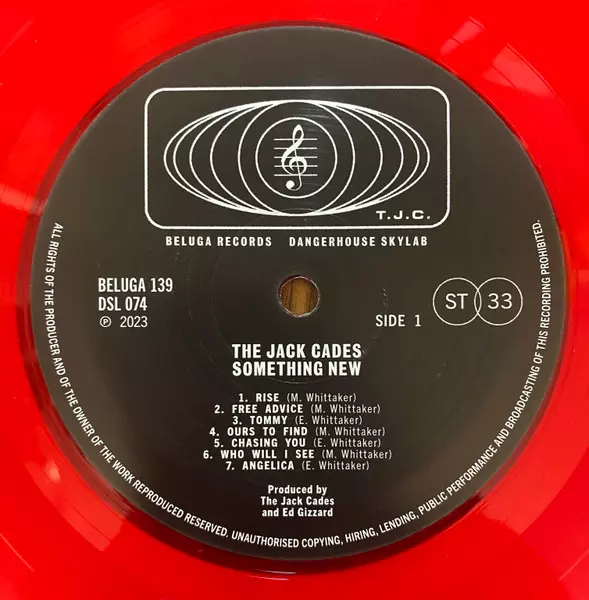 T.J.C.
BELUGA RECORDS DANGERHOUSE SKYLAB
BELUGA 139
DSL 074
℗ 2023
SIDE 1
ST 33
THE JACK CADES
SOMETHING NEW
1. RISE (M. Whittaker)
2. FREE ADVICE (M. Whittaker)
3. TOMMY (E. Whittaker)
4. OURS TO FIND (M. Whittaker)
5. CHASING YOU (E. Whittaker)
6. WHO WILL I SEE (M. Whittaker)
7. ANGELICA (E. Whittaker)
Produced by
The Jack Cades
and Ed Gizzard
ALL RIGHTS OF THE PRODUCER AND OF THE OWNER OF THE WORK REPRODUCED RESERVED. UNAUTHORISED COPYING, HIRING, LENDING, PUBLIC PERFORMANCE AND BROADCASTING OF THIS RECORDING PROHIBITED.